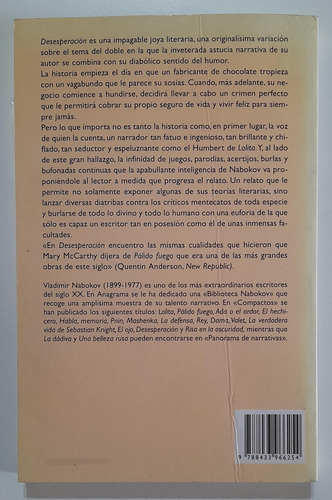 Desesperación es una impagable joya literaria, una originalísima variación
sobre el tema del doble en la que la inveterada astucia narrativa de su
autor se combina con su diabólico sentido del humor.
La historia empieza el día en que un fabricante de chocolate tropieza
con un vagabundo que le parece su sosias. Cuando, más adelante, su ne-
gocio comience a hundirse, decidirá llevar a cabo un crimen perfecto
que le permitirá cobrar su propio seguro de vida y vivir feliz para siem-
pre jamás.
Pero lo que importa no es tanto la historia como, en primer lugar, la voz
de quien la cuenta, un narrador tan fatuo e ingenioso, tan brillante y chi-
flado, tan seductor y espeluznante como el Humbert de Lolita. Y, al lado
de este gran hallazgo, la infinidad de juegos, parodias, acertijos, burlas y
bufonadas continuas que la apabullante inteligencia de Nabokov va pro-
poniéndole al lector a medida que progresa el relato. Un relato que le
permite no solamente exponer algunas de sus teorías literarias, sino
lanzar diversas diatribas contra los críticos mentecatos de toda especie
y burlarse de todo lo divino y todo lo humano con una euforia de la que
sólo es capaz un escritor tan en posesión como él de unas inmensas fa-
cultades.
«En Desesperación encuentro las mismas cualidades que hicieron que
Mary McCarthy dijera de Pálido fuego que era una de las más grandes
obras de este siglo» (Quentin Anderson, New Republic).
Vladimir Nabokov (1899-1977) es uno de los más extraordinarios escritores
del siglo XX. En Anagrama se le ha dedicado una «Biblioteca Nabokov» que
recoge una amplísima muestra de su talento narrativo. En «Compactos» se
han publicado los siguientes títulos: Lolita, Pálido fuego, Ada o el ardor, El hechi-
cero, Habla, memoria, Pnin, Mashenka, La defensa, Rey, Dama, Valet, La verdadera
vida de Sebastian Knight, El ojo, Desesperación y Risa en la oscuridad, mientras que
La dádiva y Una belleza rusa pueden encontrarse en «Panorama de narrativas».
9 788433 966254